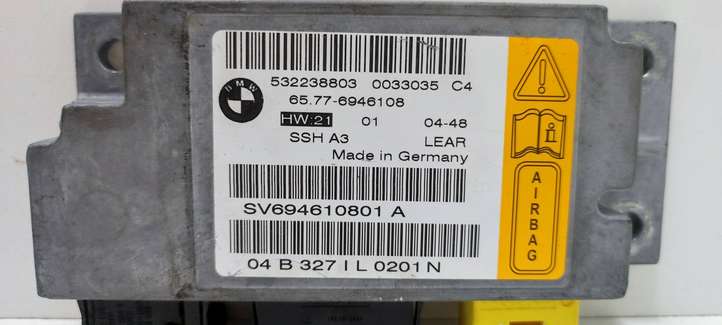 532238803 0033035 C4
BMW
65.77-6946108
HW:21 01 04-48
SSH A3 LEAR
Made in Germany
SV694610801 A
04 B 327 I L 0201 N
i
AIRBAG